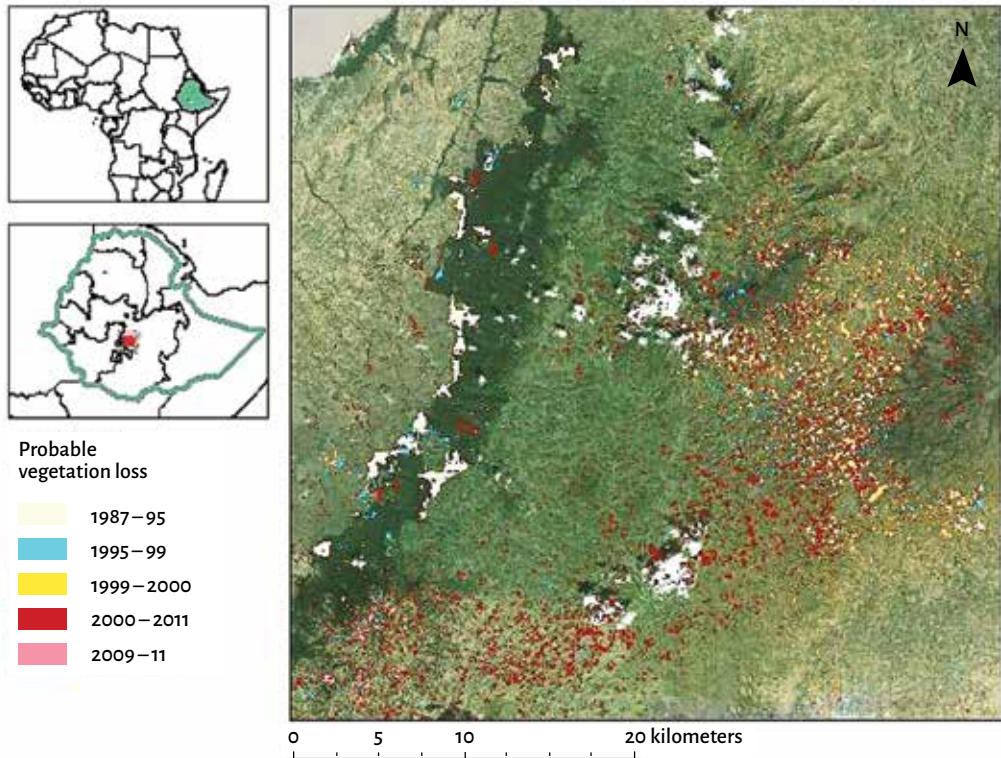 N
Probable
vegetation loss
1987–95
1995–99
1999–2000
2000–2011
2009–11
0 5 10 20 kilometers